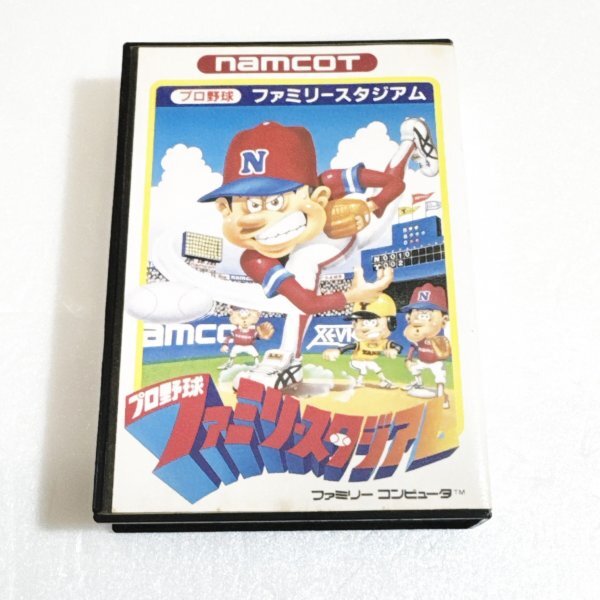 namcoT
プロ野球 ファミリースタジアム
N
amco
XEVI
N
プロ野球
ファミリースタジアム
ファミリー コンピュータ™